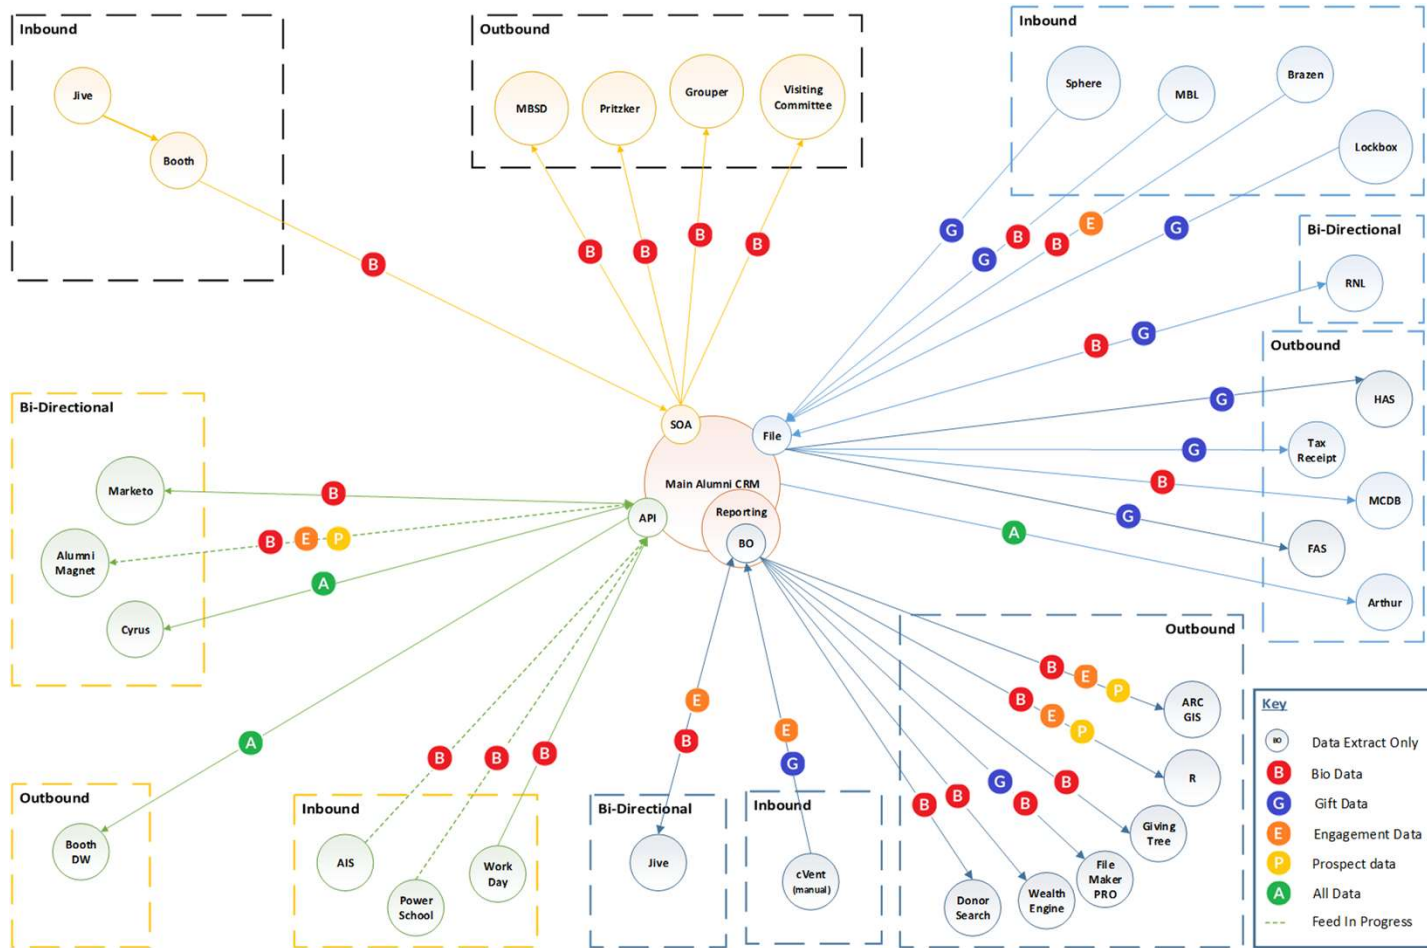 Inbound
Jive
Booth
B
Outbound
MBSD
Pritzker
Grouper
Visiting
Committee
B
B
B
B
Inbound
Sphere
MBL
Brazen
Lockbox
G
G
B
B
E
G
Bi-Directional
RNL
B
G
Outbound
HAS
Tax
Receipt
MCDB
FAS
Arthur
G
G
B
G
A
SOA
File
Main Alumni CRM
Reporting
API
BO
Bi-Directional
Marketo
Alumni
Magnet
Cyrus
B
B
E
P
A
A
Outbound
Booth
DW
Inbound
AIS
Power
School
Work
Day
B
B
B
Bi-Directional
Jive
E
B
Inbound
cVent
(manual)
E
G
Outbound
ARC
GIS
R
Giving
Tree
File
Maker
PRO
Wealth
Engine
Donor
Search
B
E
P
B
E
P
B
G
B
B
B
Key
BO
Data Extract Only
B
Bio Data
G
Gift Data
E
Engagement Data
P
Prospect data
A
All Data
Feed In Progress